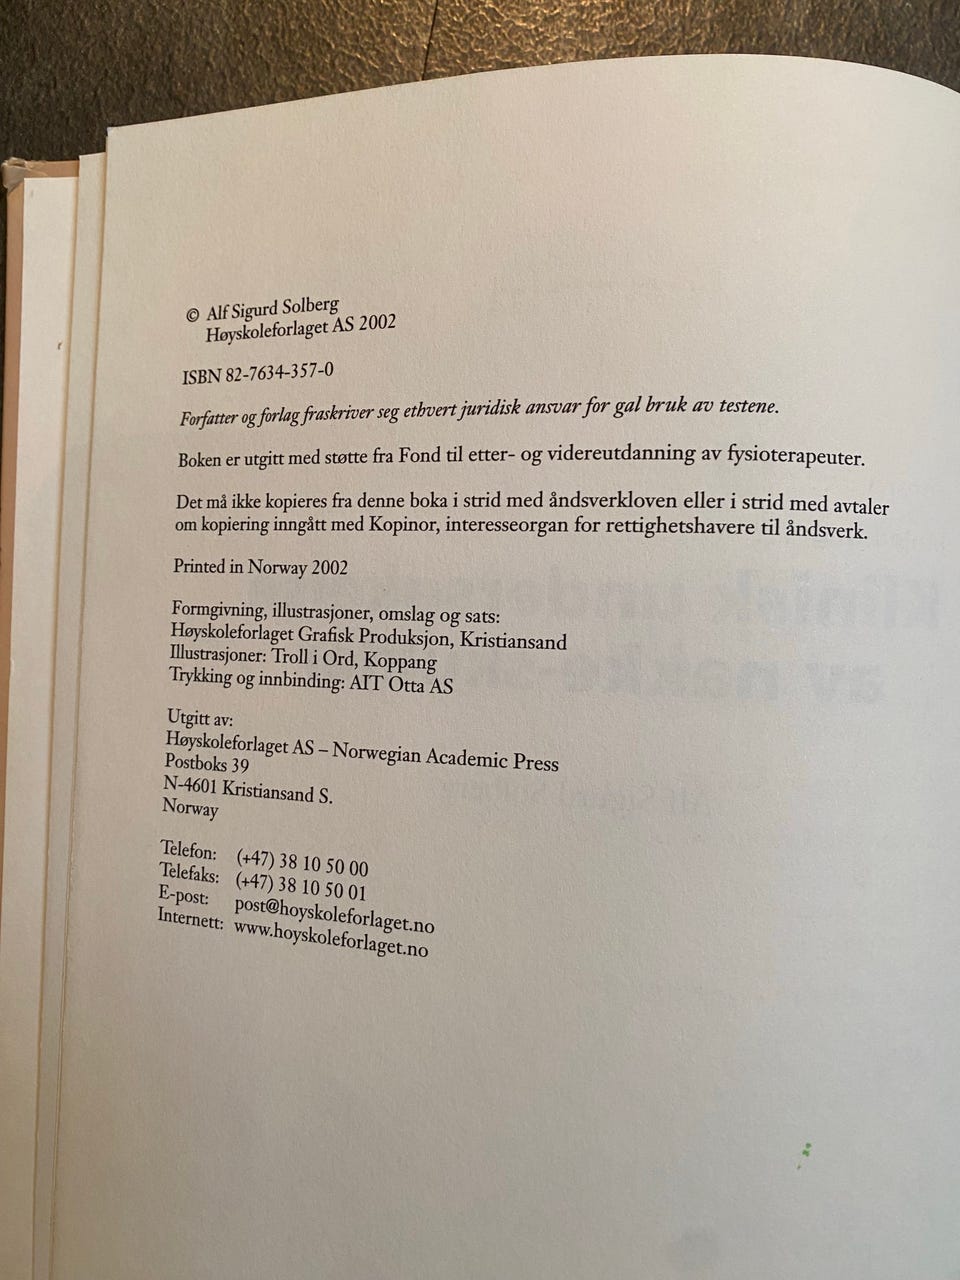 © Alf Sigurd Solberg
Høyskoleforlaget AS 2002
ISBN 82-7634-357-0
Forfatter og forlag fraskriver seg ethvert juridisk ansvar for gal bruk av testene.
Boken er utgitt med støtte fra Fond til etter- og videreutdanning av fysioterapeuter.
Det må ikke kopieres fra denne boka i strid med åndsverkloven eller i strid med avtaler
om kopiering inngått med Kopinor, interesseorgan for rettighetshavere til åndsverk.
Printed in Norway 2002
Formgivning, illustrasjoner, omslag og sats:
Høyskoleforlaget Grafisk Produksjon, Kristiansand
Illustrasjoner: Troll i Ord, Koppang
Trykking og innbinding: AIT Otta AS
Utgitt av:
Høyskoleforlaget AS – Norwegian Academic Press
Postboks 39
N-4601 Kristiansand S.
Norway
Telefon: (+47) 38 10 50 00
Telefaks: (+47) 38 10 50 01
E-post: post@hoyskoleforlaget.no
Internett: www.hoyskoleforlaget.no